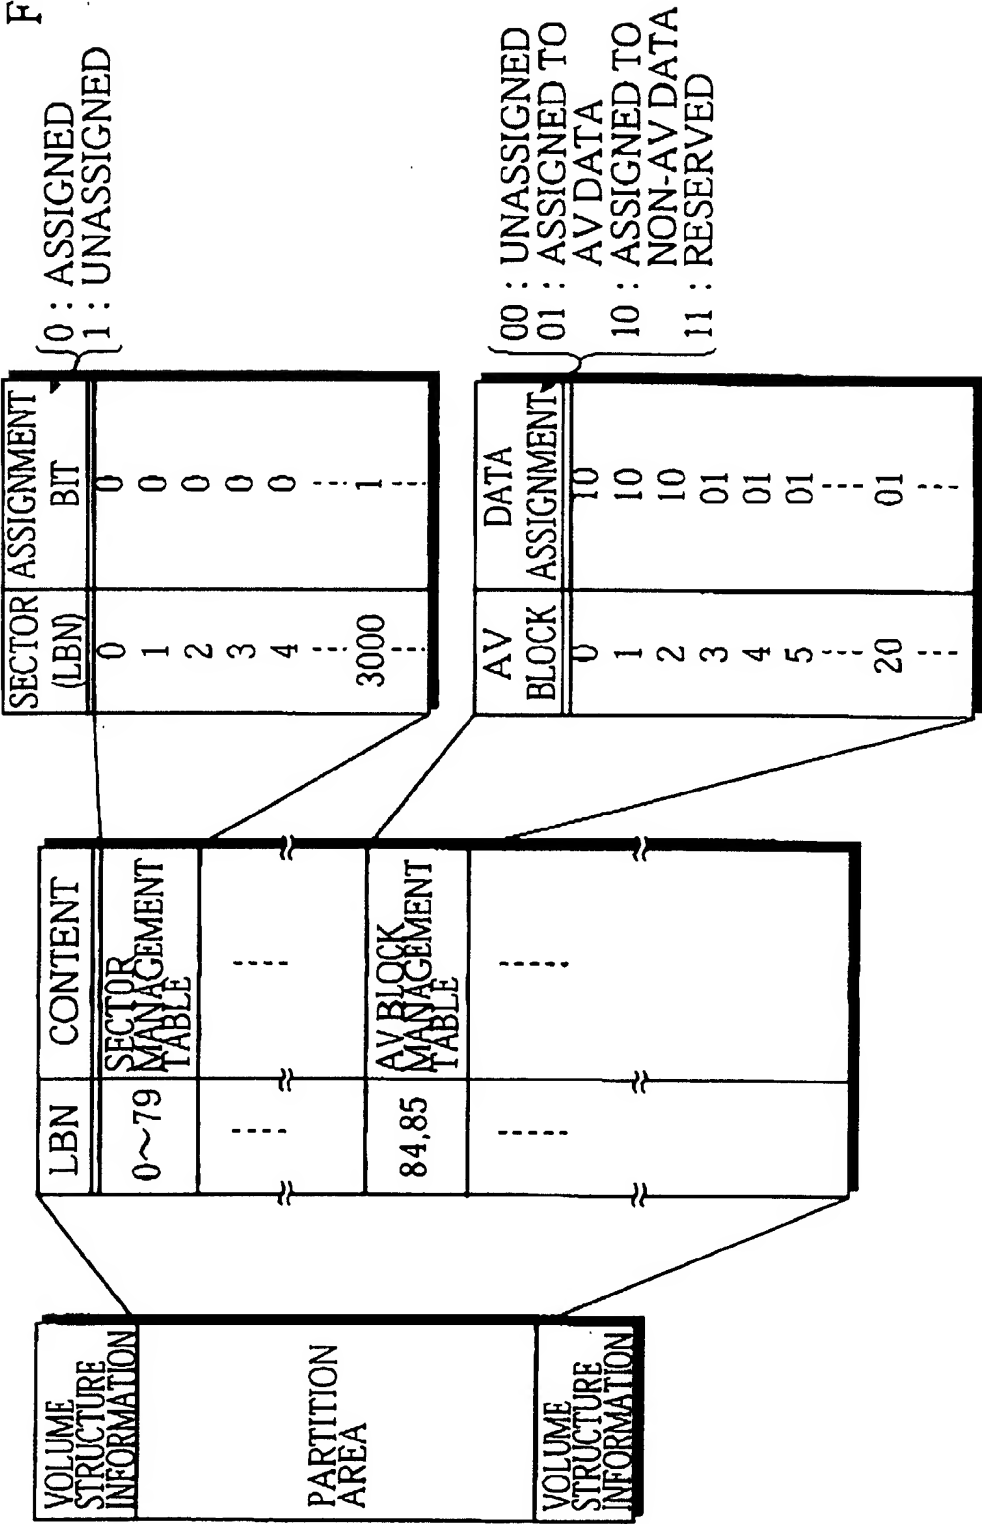 F
VOLUME
STRUCTURE
INFORMATION
PARTITION
AREA
VOLUME
STRUCTURE
INFORMATION
LBN CONTENT
0~79 SECTOR
MANAGEMENT
TABLE
84,85 AV BLOCK
MANAGEMENT
TABLE
SECTOR ASSIGNMENT
(LBN) BIT
0 0
1 0
2 0
3 0
4 0
3000 1
0 : ASSIGNED
1 : UNASSIGNED
AV DATA
BLOCK ASSIGNMENT
0 10
1 10
2 10
3 01
4 01
5 01
20 01
00 : UNASSIGNED
01 : ASSIGNED TO
AV DATA
10 : ASSIGNED TO
NON-AV DATA
11 : RESERVED